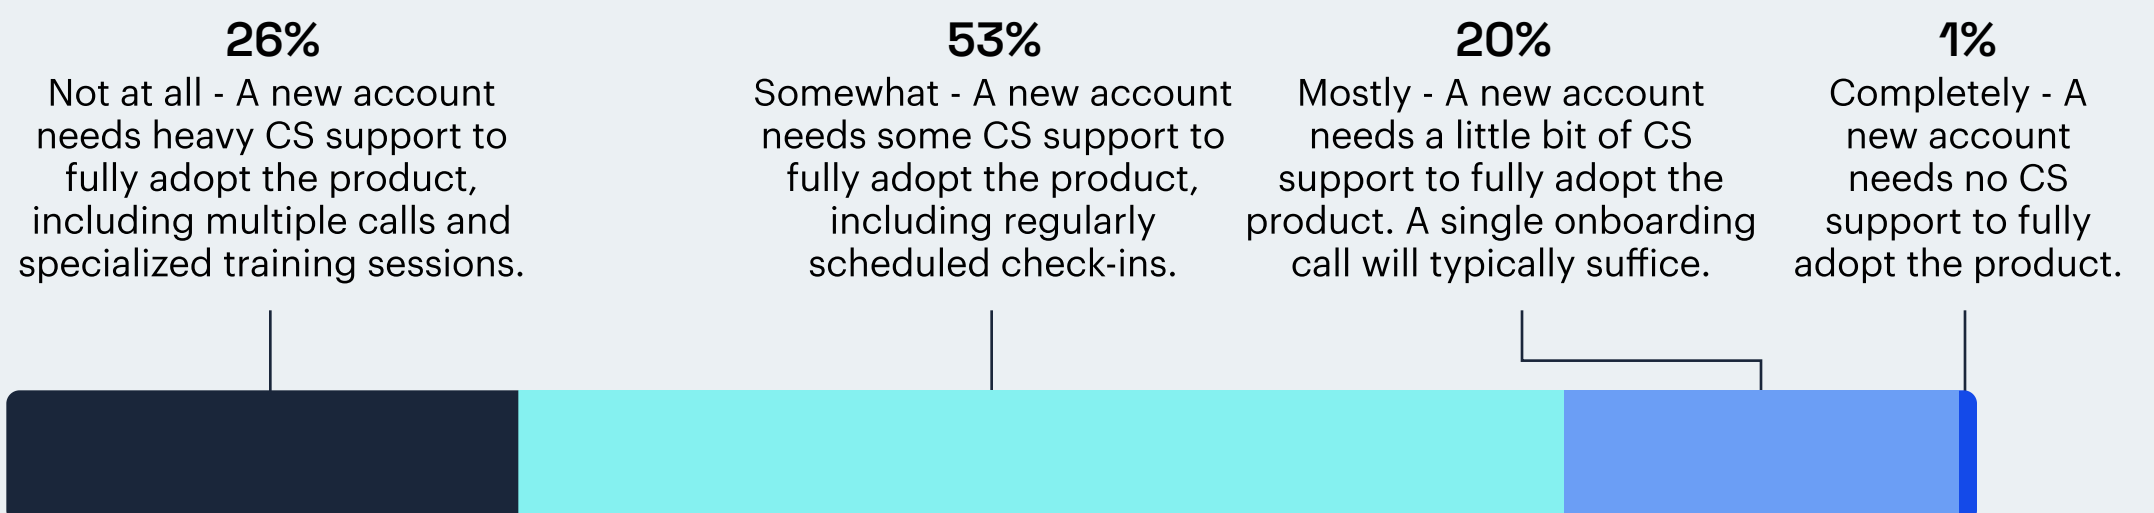 26%
Not at all - A new account
needs heavy CS support to
fully adopt the product,
including multiple calls and
specialized training sessions.
53%
Somewhat - A new account
needs some CS support to
fully adopt the product,
including regularly
scheduled check-ins.
20%
Mostly - A new account
needs a little bit of CS
support to fully adopt the
product. A single onboarding
call will typically suffice.
1%
Completely - A
new account
needs no CS
support to fully
adopt the product.